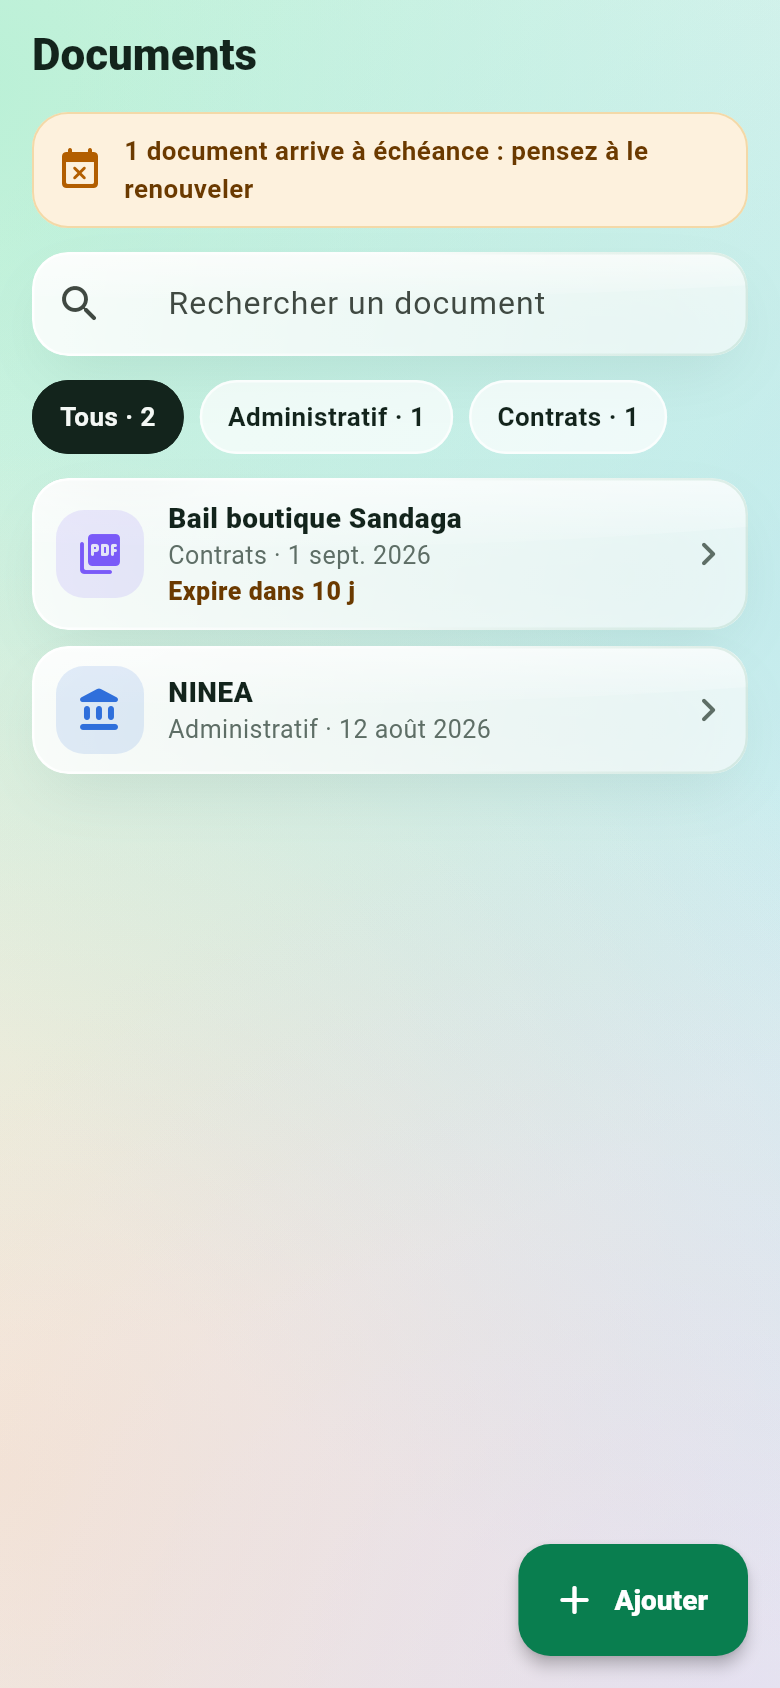 Documents
1 document arrive à échéance : pensez à le
renouveler
Rechercher un document
Tous · 2
Administratif · 1
Contrats · 1
PDF
Bail boutique Sandaga
Contrats · 1 sept. 2026
Expire dans 10 j
NINEA
Administratif · 12 août 2026
Ajouter